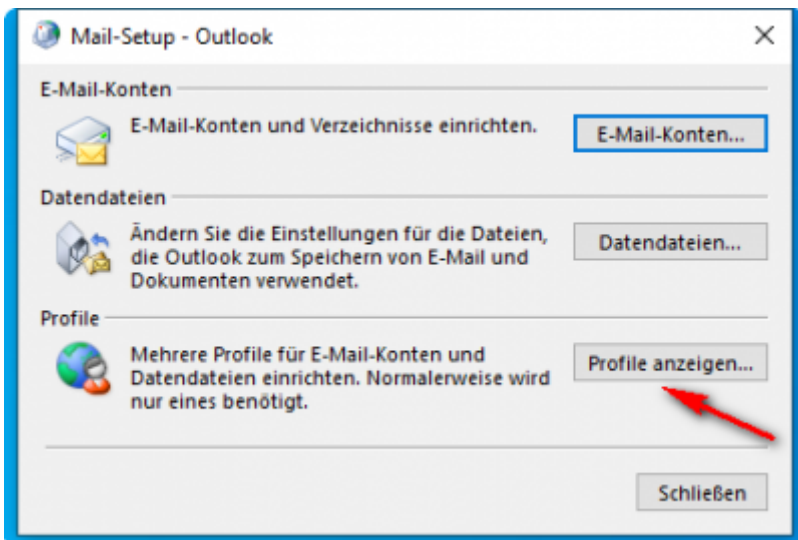 Mail-Setup - Outlook
E-Mail-Konten
E-Mail-Konten und Verzeichnisse einrichten.
E-Mail-Konten...
Datendateien
Ändern Sie die Einstellungen für die Dateien,
die Outlook zum Speichern von E-Mail und
Dokumenten verwendet.
Datendateien...
Profile
Mehrere Profile für E-Mail-Konten und
Datendateien einrichten. Normalerweise wird
nur eines benötigt.
Profile anzeigen...
Schließen